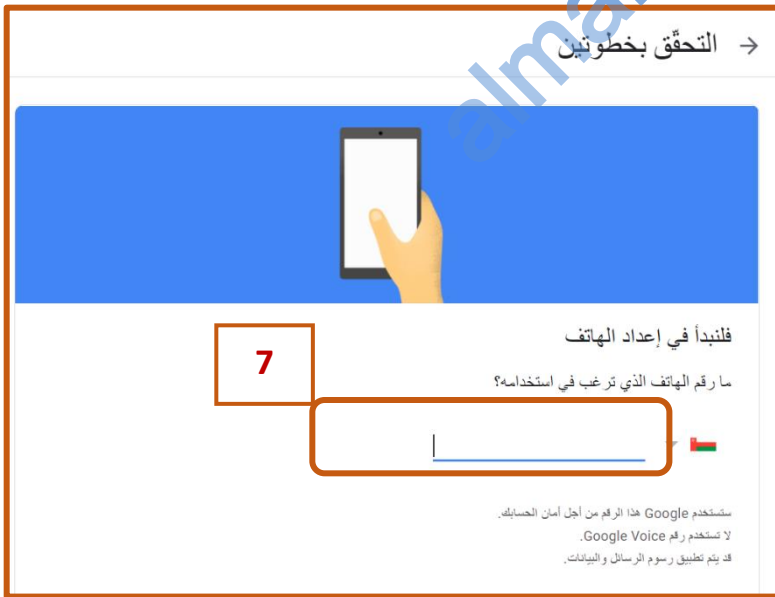 التحقّق بخطوتين
فلنبدأ في إعداد الهاتف
7
ما رقم الهاتف الذي ترغب في استخدامه؟
ستستخدم Google هذا الرقم من أجل أمان الحسابك.
لا تستخدم رقم Google Voice.
قد يتم تطبيق رسوم الرسائل والبيانات.